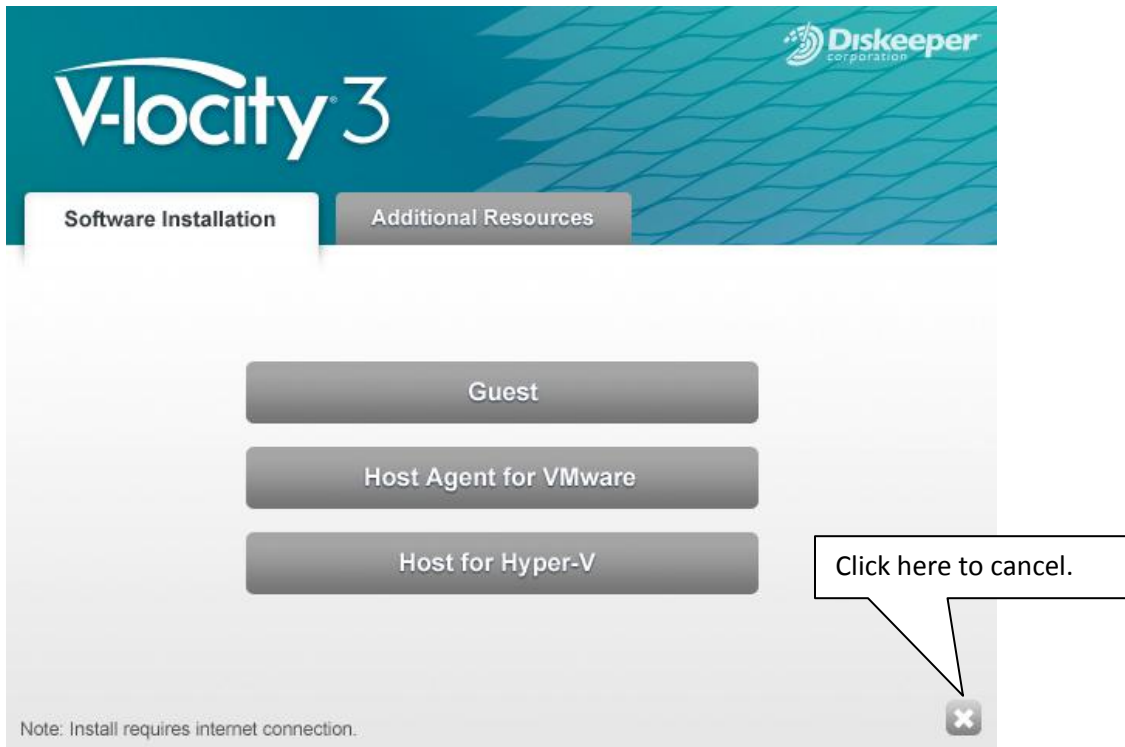 Diskeeper
corporation
V-locity® 3
Software Installation
Additional Resources
Guest
Host Agent for VMware
Host for Hyper-V
Click here to cancel.
Note: Install requires internet connection.